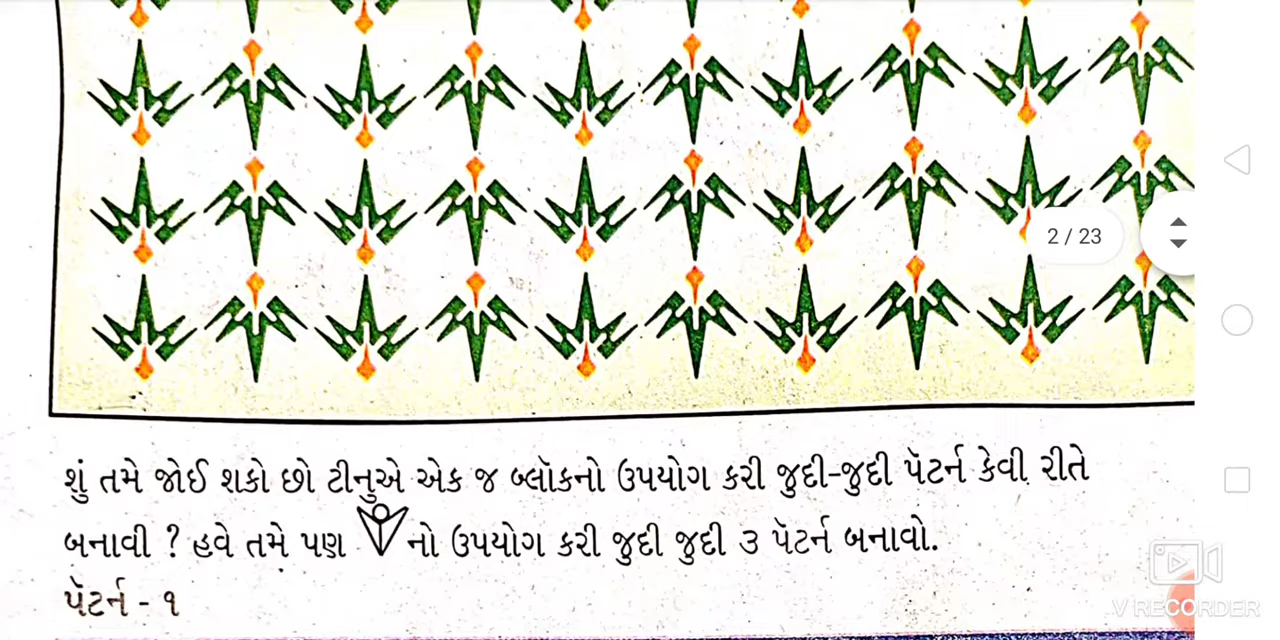 2 / 23
શું તમે જોઈ શકો છો ટીનુએ એક જ બ્લૉકનો ઉપયોગ કરી જુદી-જુદી પૅટર્ન કેવી રીતે
બનાવી ? હવે તમે પણ નો ઉપયોગ કરી જુદી જુદી ૩ પૅટર્ન બનાવો.
પૅટર્ન - ૧
V RECORDER